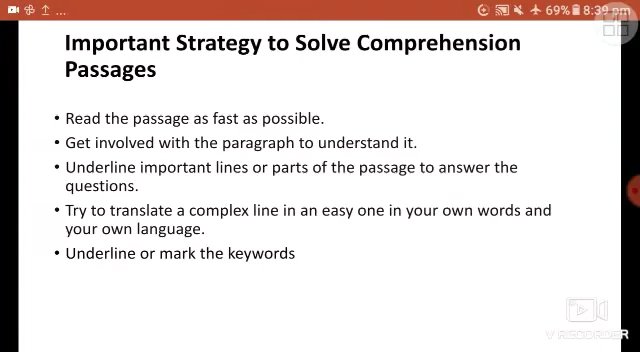 69% 8:39 pm
Important Strategy to Solve Comprehension
Passages
• Read the passage as fast as possible.
• Get involved with the paragraph to understand it.
• Underline important lines or parts of the passage to answer the
questions.
• Try to translate a complex line in an easy one in your own words and
your own language.
• Underline or mark the keywords
V RECORDER